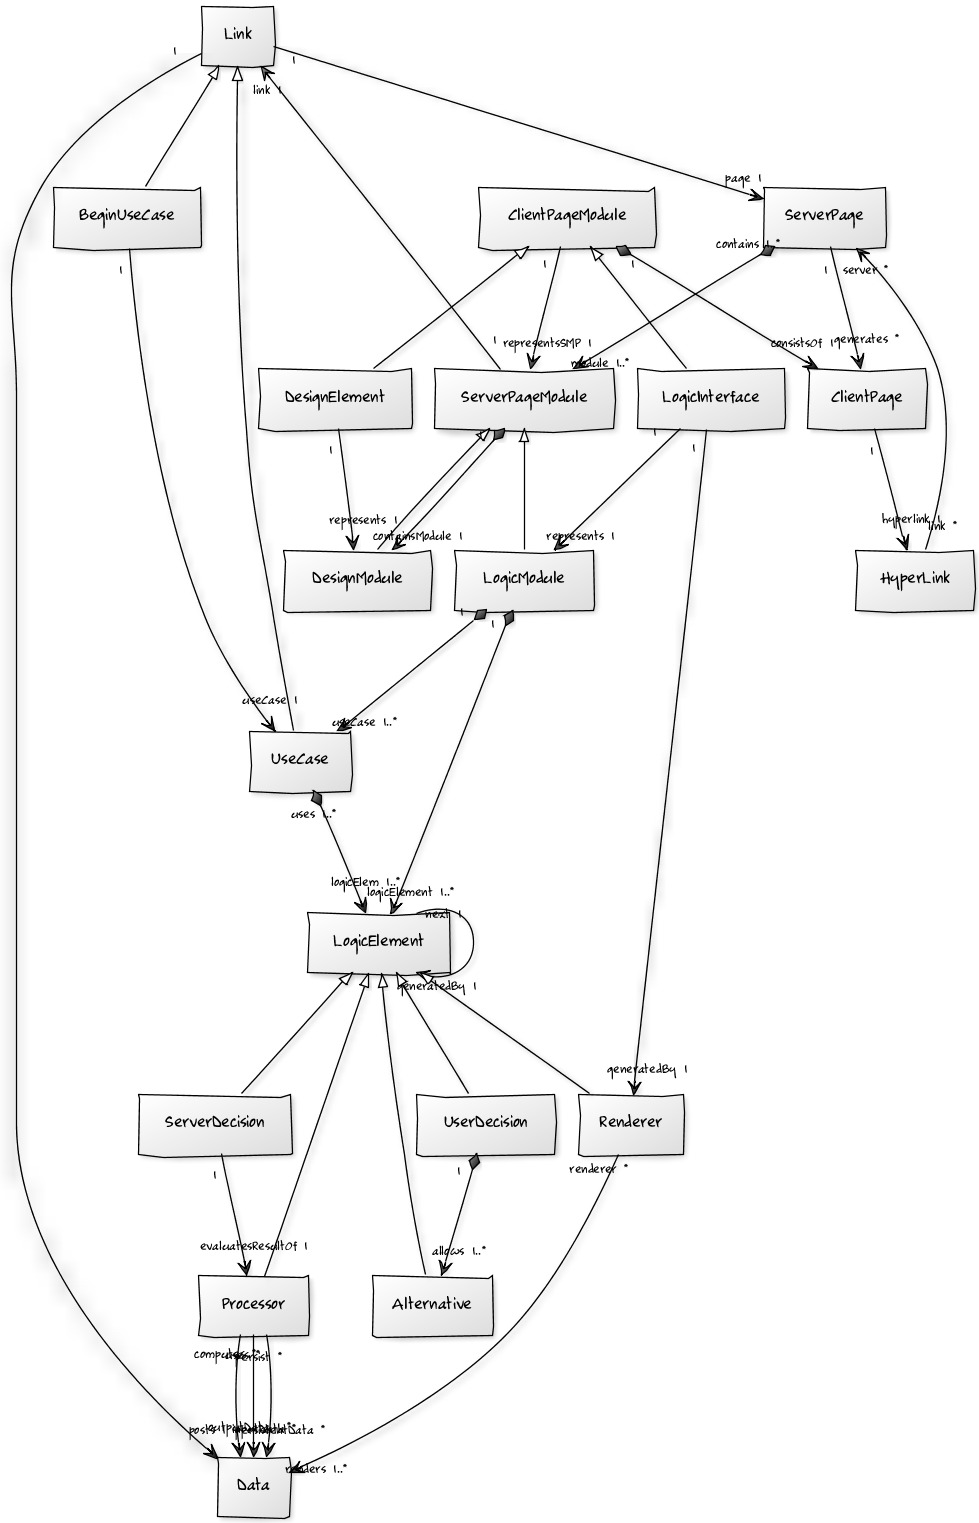 Link
1
1
link 1
page 1
BeginUseCase
ClientPageModule
ServerPage
contains 1..*
1
1
1
1
server *
1
representsSMP 1
consistsOf 1
generates *
module 1..*
DesignElement
ServerPageModule
LogicInterface
ClientPage
1
1
1
1
represents 1
containsModule 1
represents 1
hyperlink 1
link *
DesignModule
LogicModule
HyperLink
1
1
useCase 1
useCase 1..*
UseCase
uses 1..*
logicElem 1..*
logicElement 1..*
next 1
LogicElement
generatedBy 1
generatedBy 1
ServerDecision
UserDecision
Renderer
1
1
renderer *
evaluatesResultOf 1
allows 1..*
Processor
Alternative
posts
renders 1..*
Data